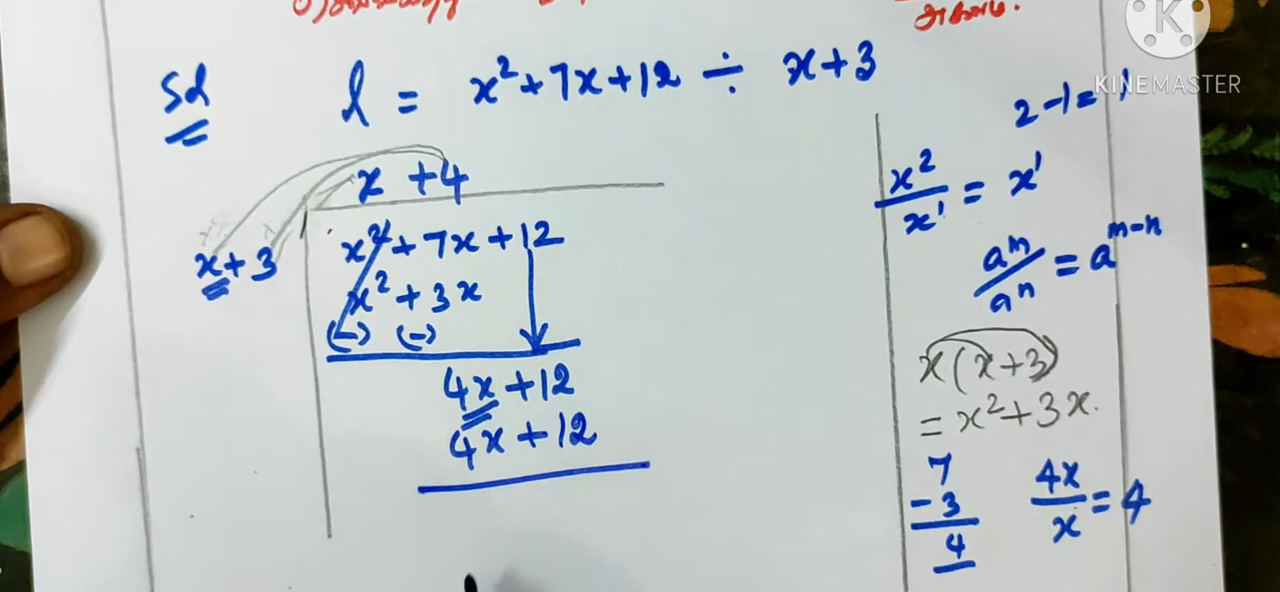 அகலம்.
K
KINEMASTER
Sol
l = x² + 7x + 12 ÷ x + 3
2 - 1 = 1
x + 4
x + 3
x² + 7x + 12
x² + 3x
(-) (-)
4x + 12
4x + 12
x²/x¹ = x¹
aᵐ/aⁿ = aᵐ⁻ⁿ
x(x+3)
= x² + 3x.
7
- 3
4
4x/x = 4